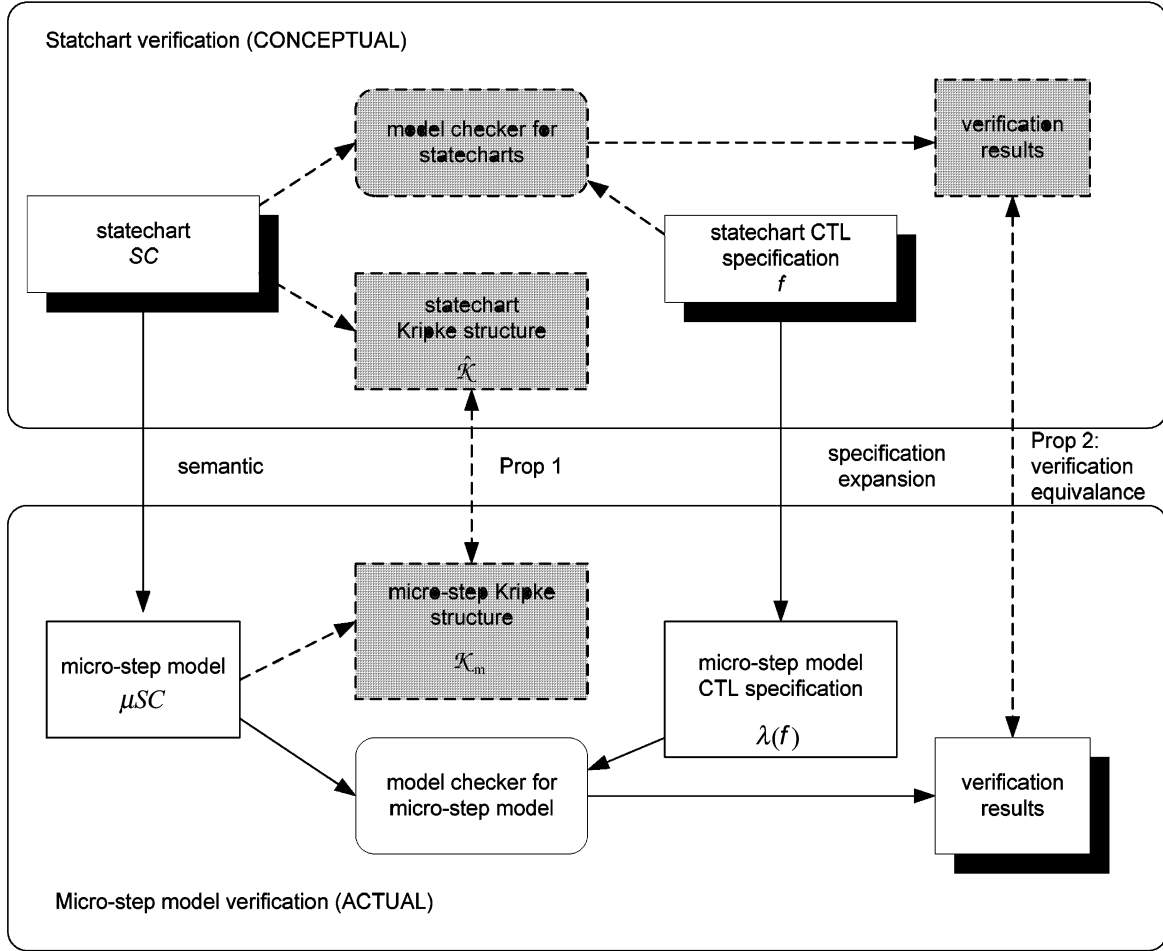 Statchart verification (CONCEPTUAL)
model checker for
statecharts
verification
results
statechart
SC
statechart CTL
specification
f
statechart
Kripke structure
𝒦̂
semantic
Prop 1
specification
expansion
Prop 2:
verification
equivalance
micro-step Kripke
structure
𝒦m
micro-step model
μSC
micro-step model
CTL specification
λ(f)
model checker for
micro-step model
verification
results
Micro-step model verification (ACTUAL)